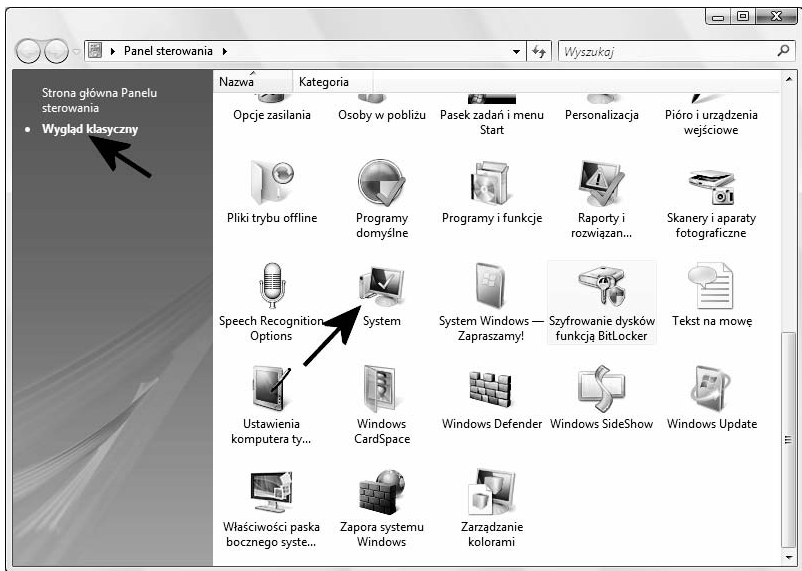 Panel sterowania
Wyszukaj
Strona główna Panelu
sterowania
Wygląd klasyczny
Nazwa
Kategoria
Opcje zasilania
Osoby w pobliżu
Pasek zadań i menu
Start
Personalizacja
Pióro i urządzenia
wejściowe
Pliki trybu offline
Programy
domyślne
Programy i funkcje
Raporty i
rozwiązan...
Skanery i aparaty
fotograficzne
Speech Recognition
Options
System
System Windows —
Zapraszamy!
Szyfrowanie dysków
funkcją BitLocker
Tekst na mowę
Ustawienia
komputera ty...
Windows
CardSpace
Windows Defender
Windows SideShow
Windows Update
Właściwości paska
bocznego syste...
Zapora systemu
Windows
Zarządzanie
kolorami